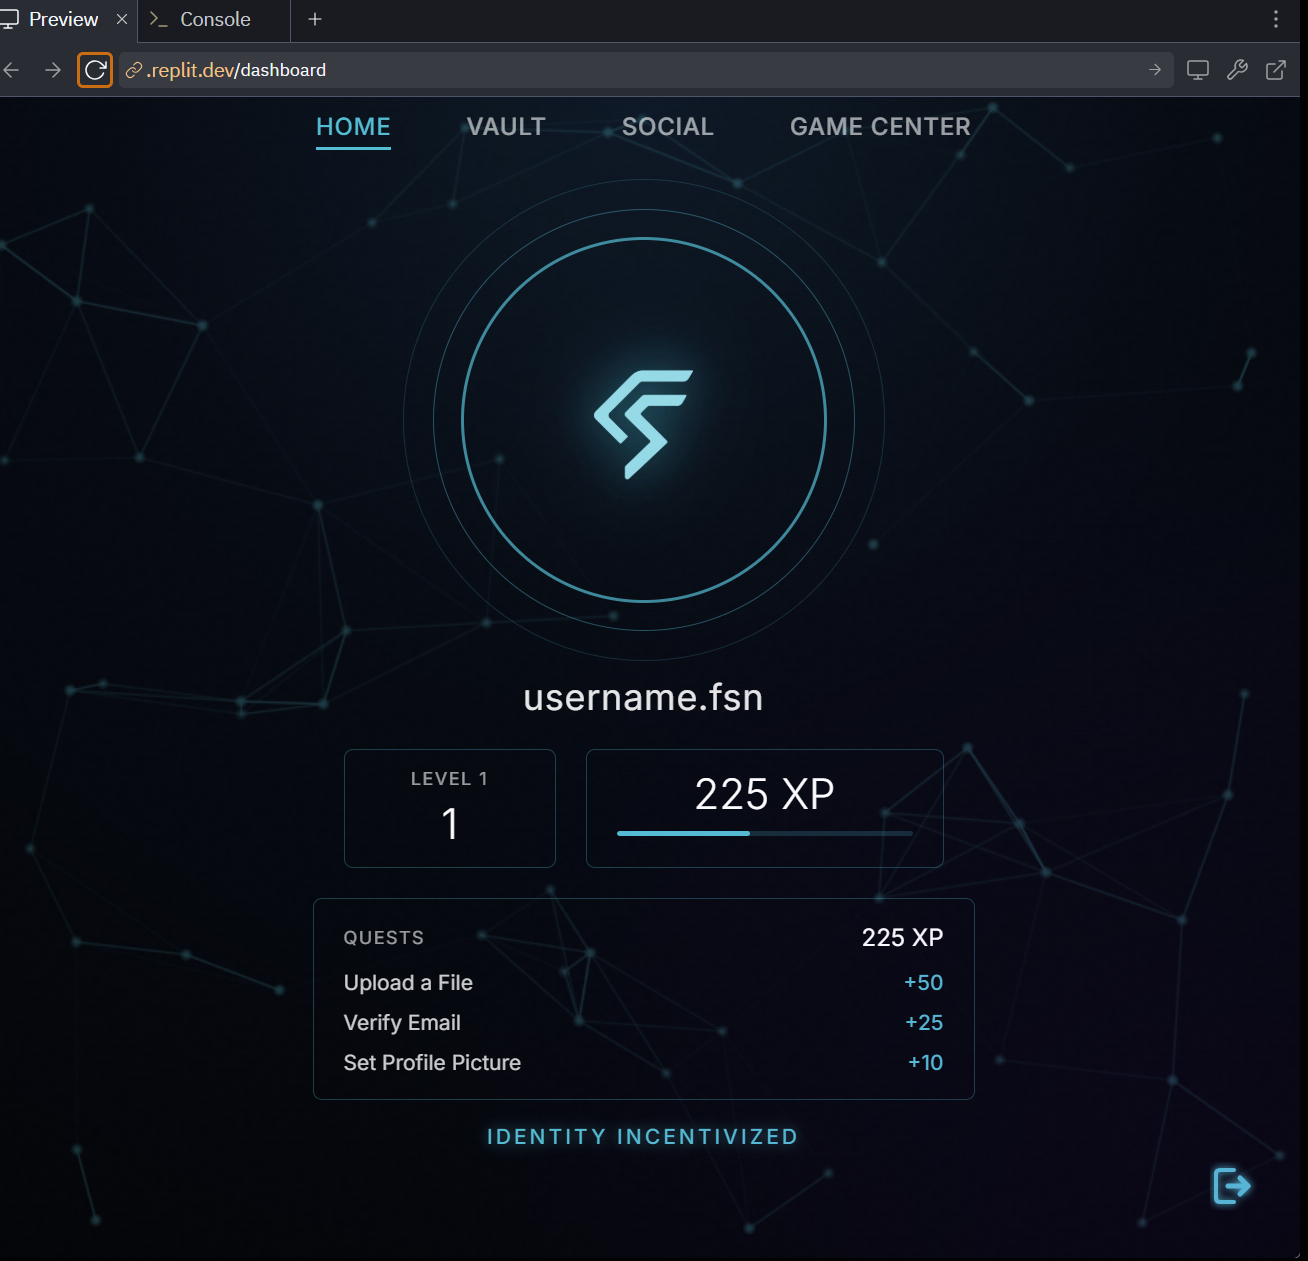 Preview
Console
.replit.dev/dashboard
HOME VAULT SOCIAL GAME CENTER
username.fsn
LEVEL 1
1
225 XP
QUESTS 225 XP
Upload a File +50
Verify Email +25
Set Profile Picture +10
IDENTITY INCENTIVIZED